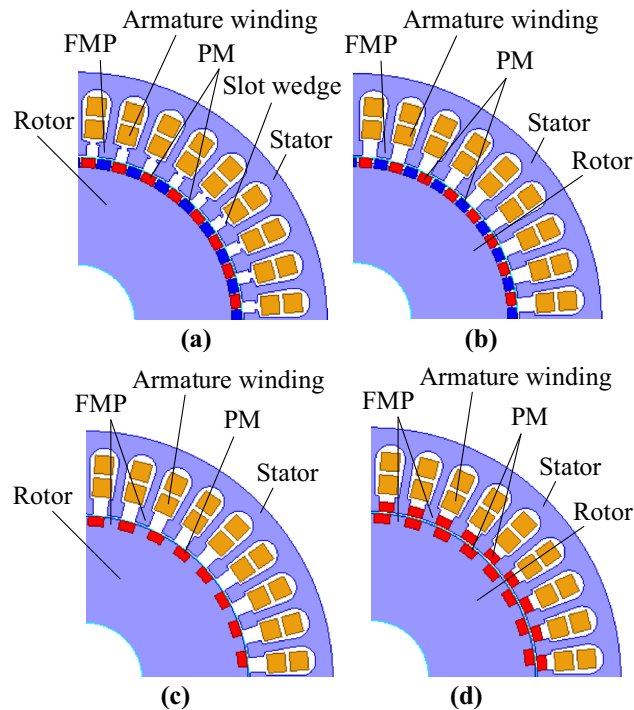 Armature winding
FMP
PM
Slot wedge
Rotor
Stator
(a)
Armature winding
FMP
PM
Stator
Rotor
(b)
Armature winding
FMP
PM
Stator
Rotor
(c)
Armature winding
FMP
PM
Stator
Rotor
(d)